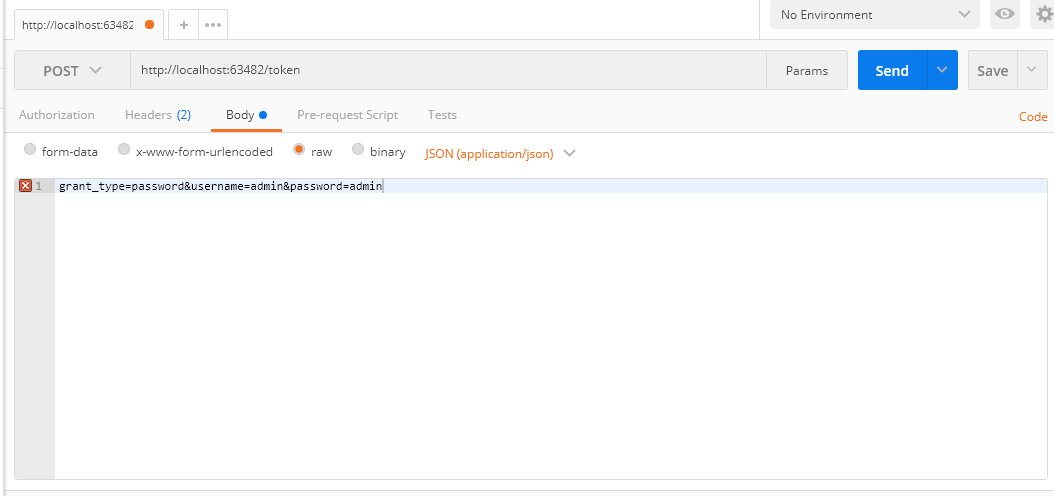 http://localhost:63482
+
•••
No Environment
POST
http://localhost:63482/token
Params
Send
Save
Authorization
Headers (2)
Body
Pre-request Script
Tests
Code
form-data
x-www-form-urlencoded
raw
binary
JSON (application/json)
1
grant_type=password&username=admin&password=admin